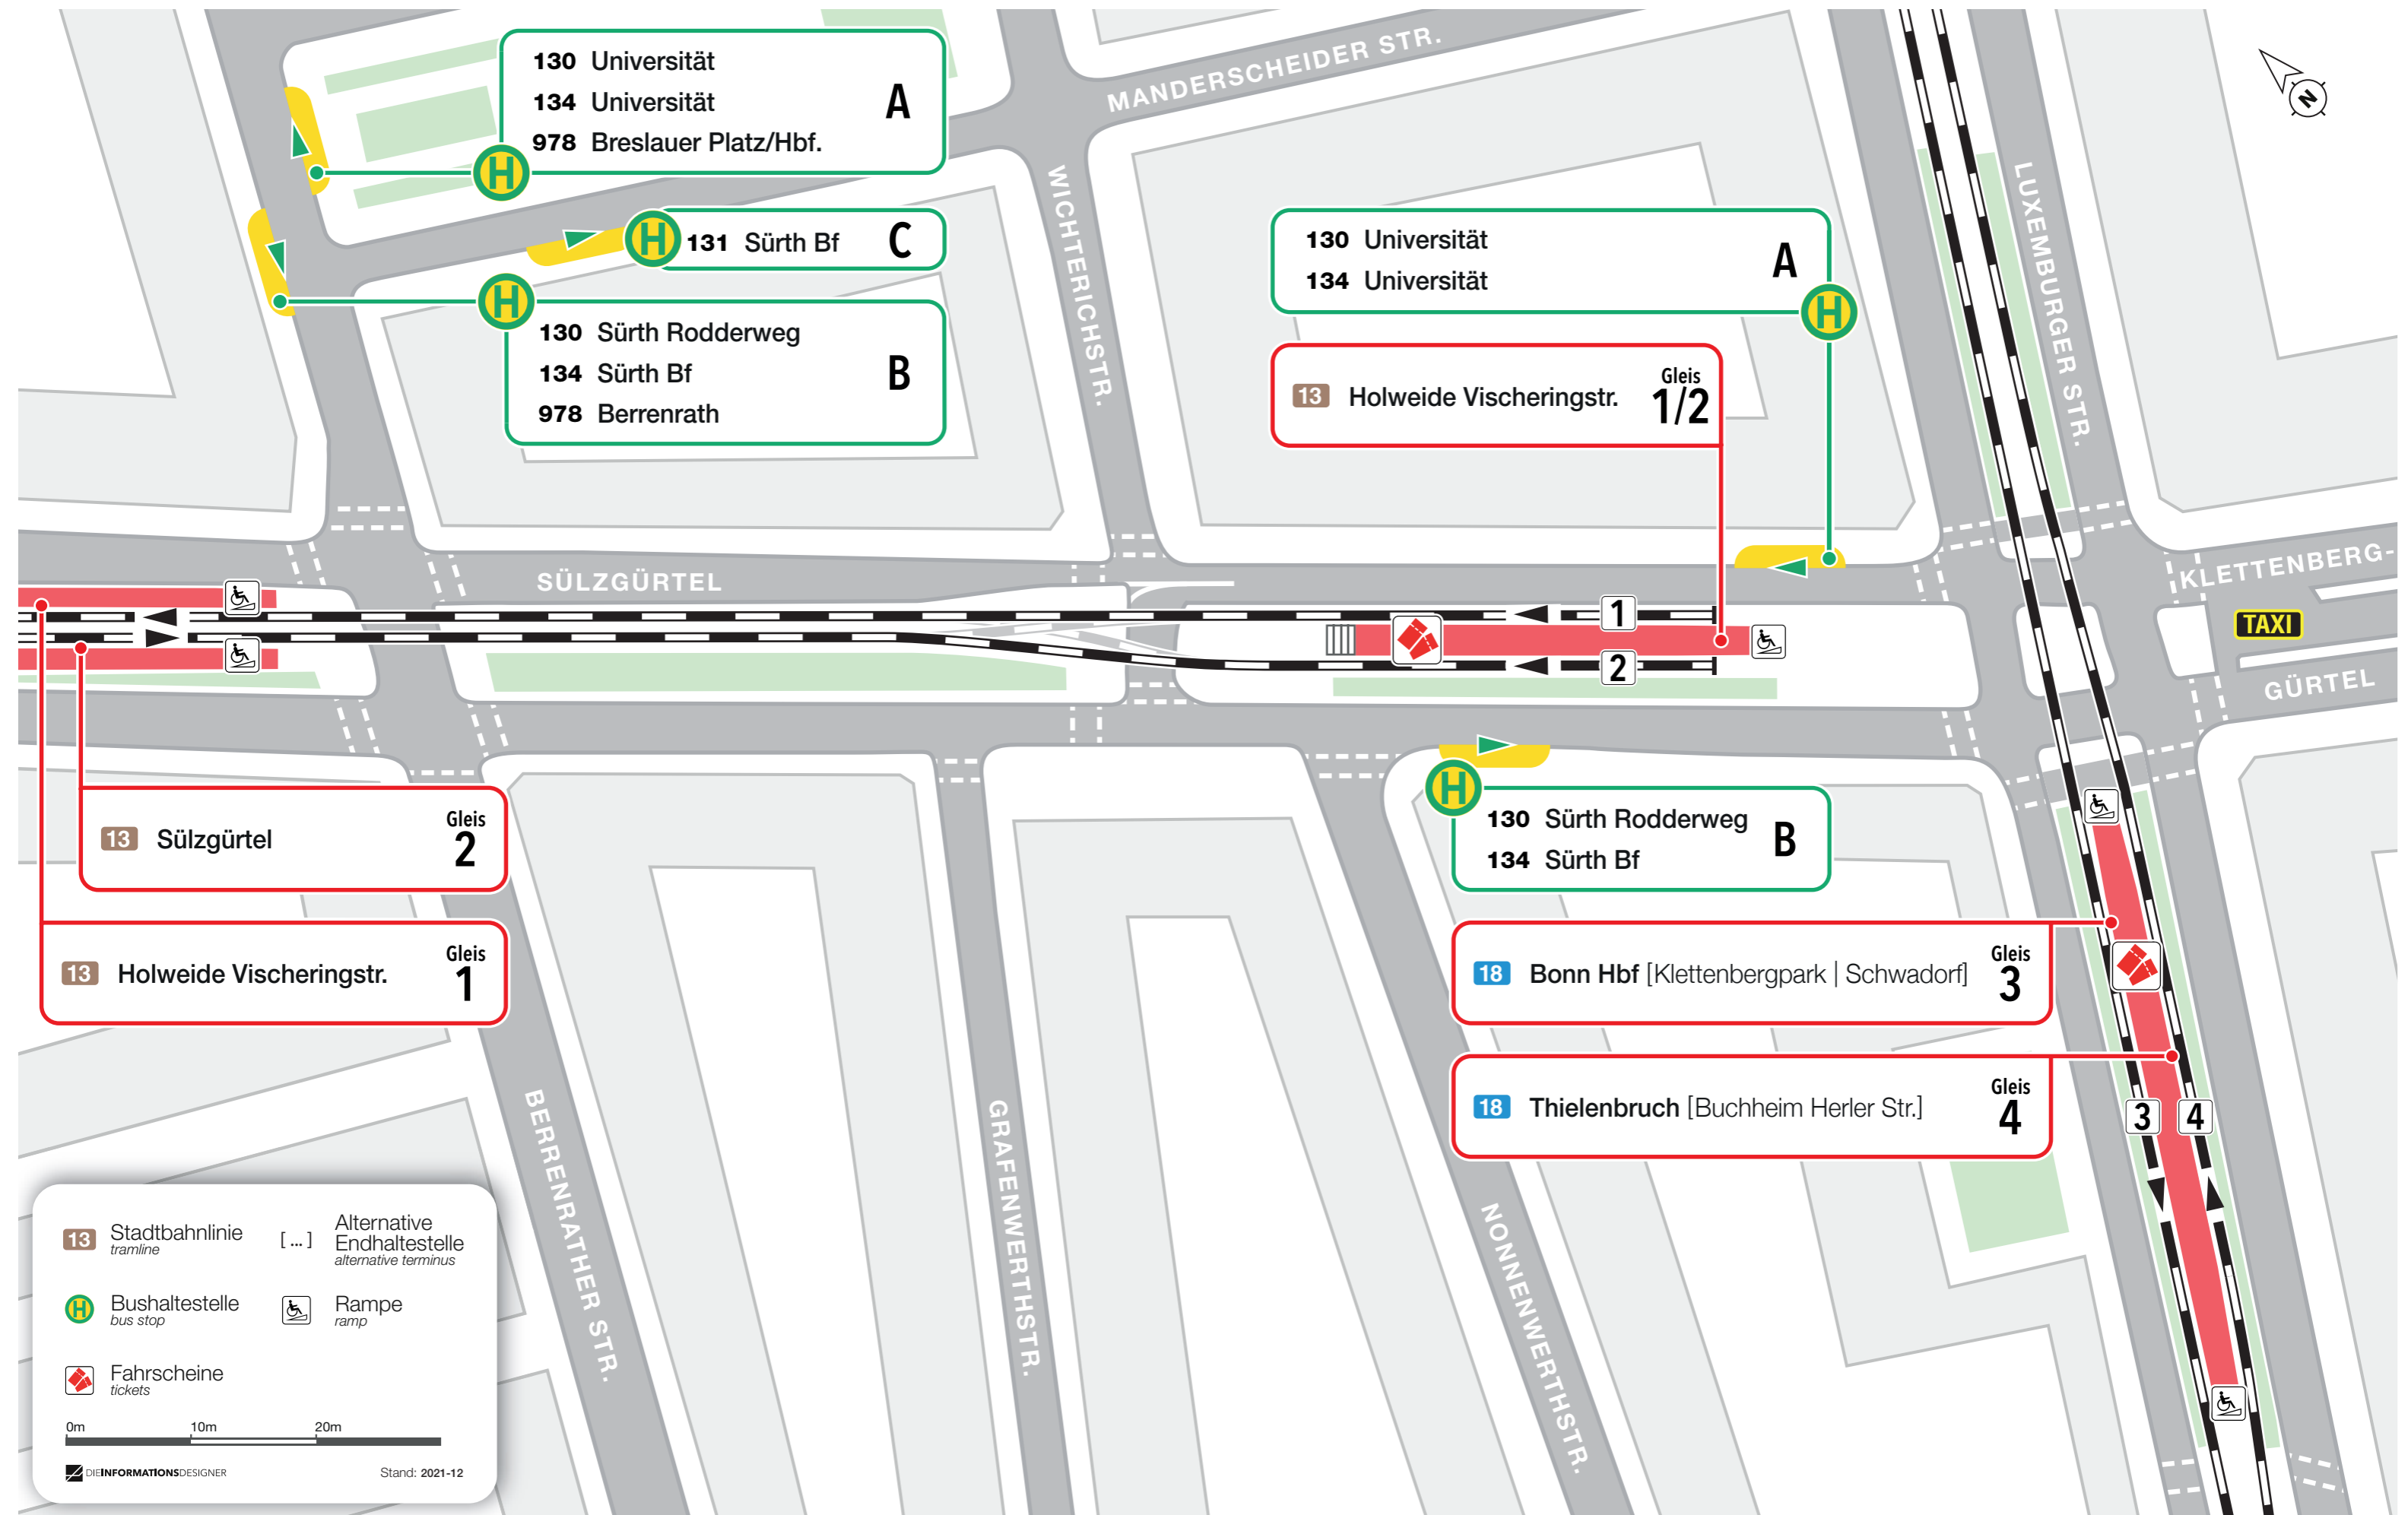 130 Universität
134 Universität
978 Breslauer Platz/Hbf.
A
H
MANDERSCHEIDER STR.
N
WICHTERICHSTR.
LUXEMBURGER STR.
H
131 Sürth Bf
C
130 Universität
134 Universität
A
H
H
130 Sürth Rodderweg
134 Sürth Bf
978 Berrenrath
B
13 Holweide Vischeringstr.
Gleis
1/2
SÜLZGÜRTEL
KLETTENBERG-
GÜRTEL
TAXI
1
2
13 Sülzgürtel
Gleis
2
H
130 Sürth Rodderweg
134 Sürth Bf
B
13 Holweide Vischeringstr.
Gleis
1
18 Bonn Hbf [Klettenbergpark | Schwadorf]
Gleis
3
18 Thielenbruch [Buchheim Herler Str.]
Gleis
4
3
4
BERRENRATHER STR.
GRAFENWERTHSTR.
NONNENWERTHSTR.
13 Stadtbahnlinie
tramline
[ ... ] Alternative
Endhaltestelle
alternative terminus
H Bushaltestelle
bus stop
Rampe
ramp
Fahrscheine
tickets
0m 10m 20m
DIEINFORMATIONSDESIGNER
Stand: 2021-12